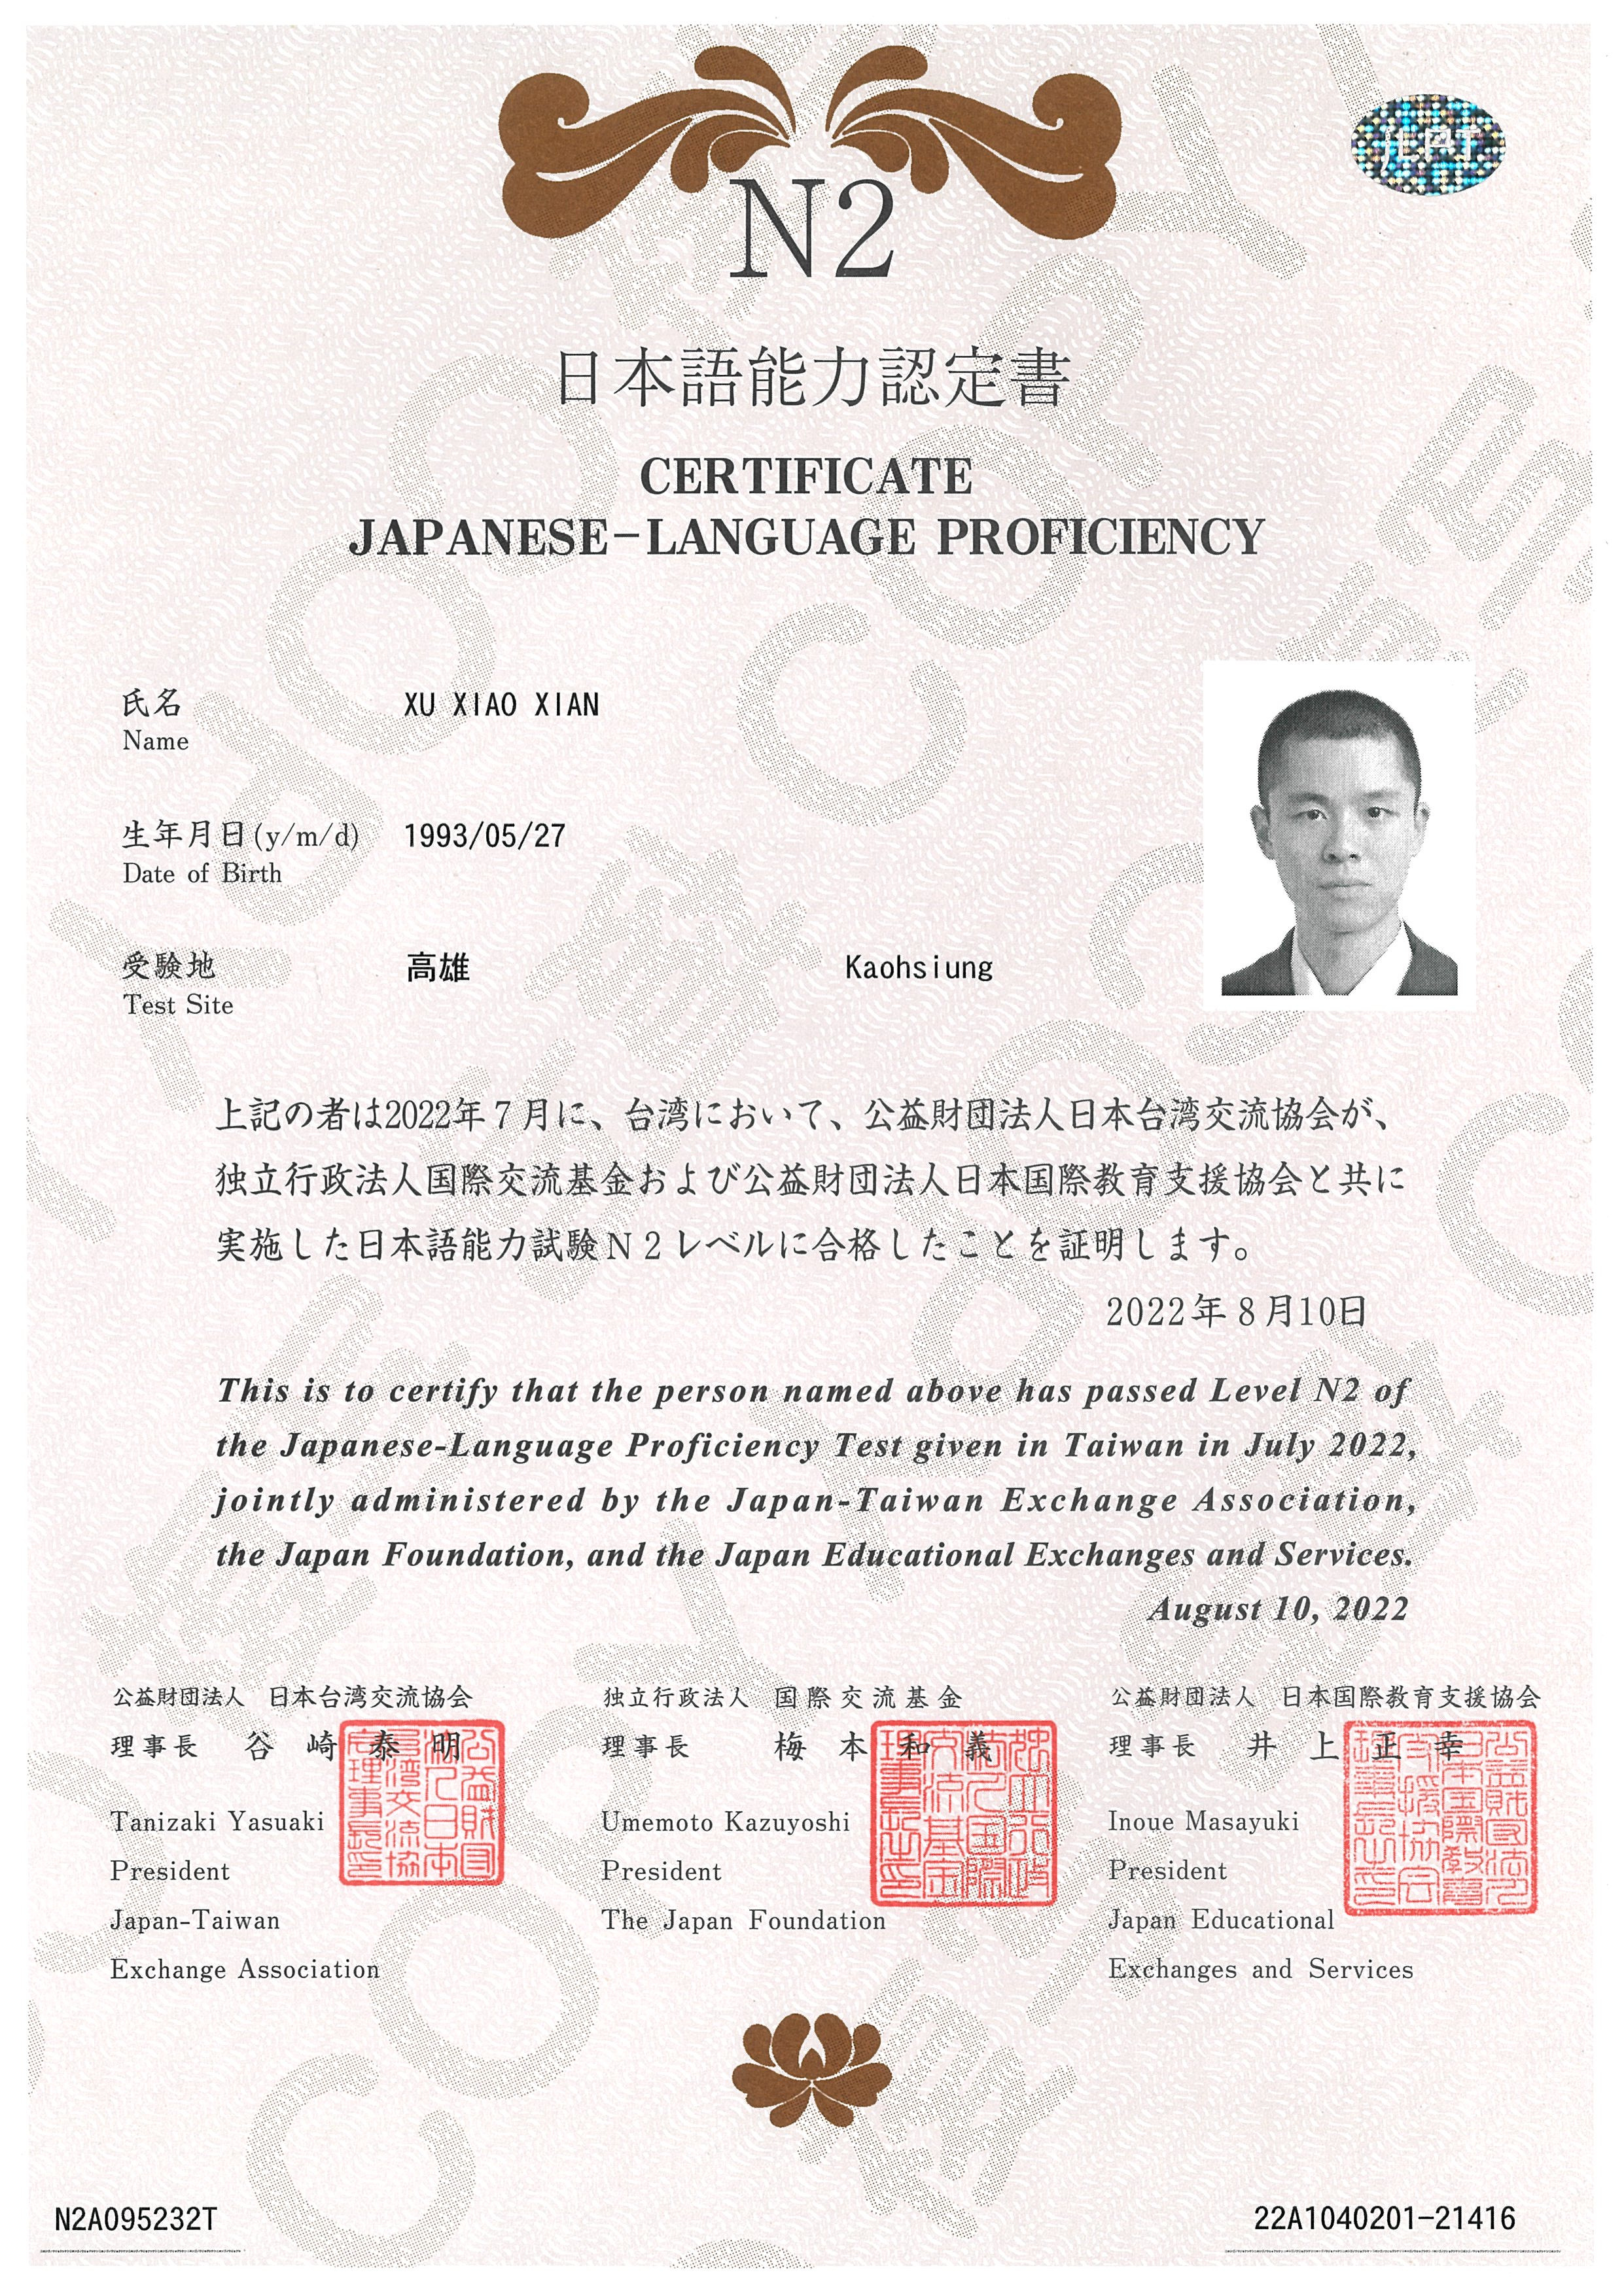 JLPT
N2
日本語能力認定書
CERTIFICATE
JAPANESE-LANGUAGE PROFICIENCY
氏名 XU XIAO XIAN
Name
生年月日(y/m/d) 1993/05/27
Date of Birth
受験地 高雄 Kaohsiung
Test Site
上記の者は2022年7月に、台湾において、公益財団法人日本台湾交流協会が、
独立行政法人国際交流基金および公益財団法人日本国際教育支援協会と共に
実施した日本語能力試験N2レベルに合格したことを証明します。
2022年8月10日
This is to certify that the person named above has passed Level N2 of
the Japanese-Language Proficiency Test given in Taiwan in July 2022,
jointly administered by the Japan-Taiwan Exchange Association,
the Japan Foundation, and the Japan Educational Exchanges and Services.
August 10, 2022
公益財団法人 日本台湾交流協会
理事長 谷崎泰明
Tanizaki Yasuaki
President
Japan-Taiwan
Exchange Association
独立行政法人 国際交流基金
理事長 梅本和義
Umemoto Kazuyoshi
President
The Japan Foundation
公益財団法人 日本国際教育支援協会
理事長 井上正幸
Inoue Masayuki
President
Japan Educational
Exchanges and Services
N2A095232T
22A1040201-21416